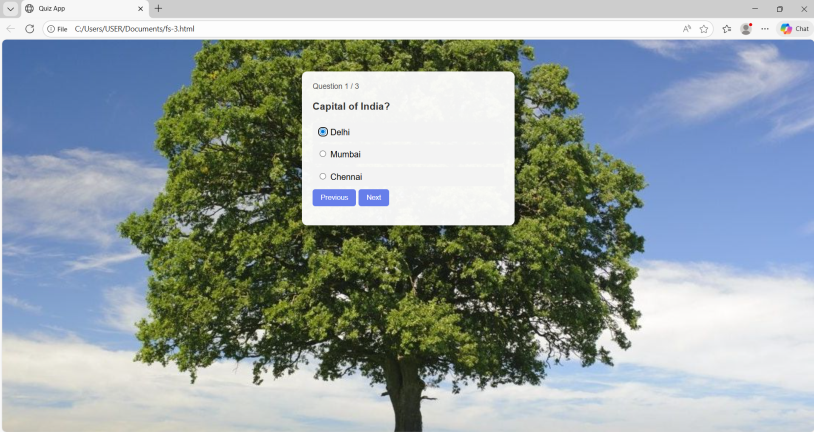 Quiz App
File C:/Users/USER/Documents/fs-3.html
Chat
Question 1 / 3
Capital of India?
Delhi
Mumbai
Chennai
Previous Next